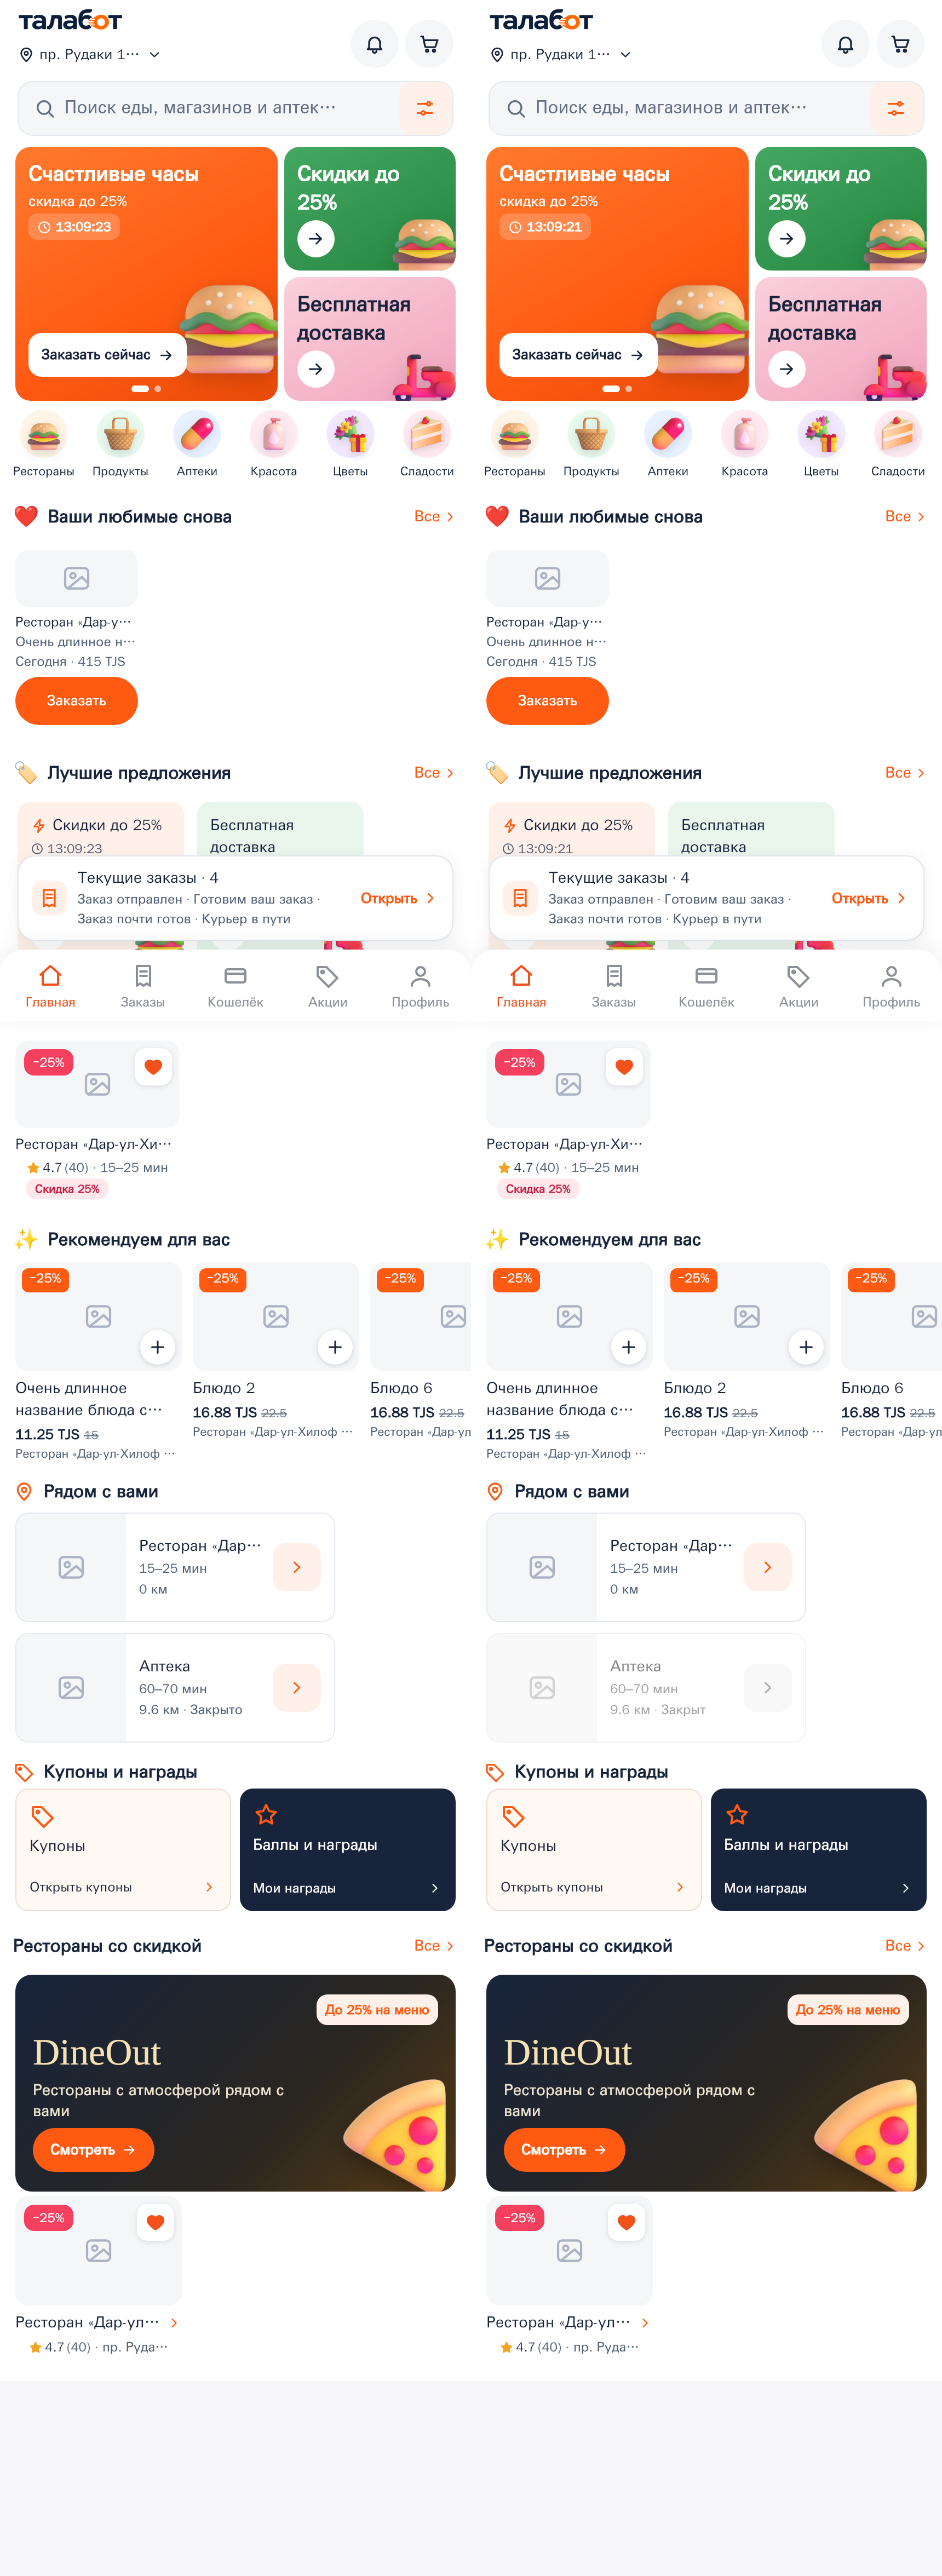 талабот
пр. Рудаки 1···
Поиск еды, магазинов и аптек···
Счастливые часы
скидка до 25%
13:09:23
Заказать сейчас
Скидки до
25%
Бесплатная
доставка
Рестораны
Продукты
Аптеки
Красота
Цветы
Сладости
Ваши любимые снова
Все
Ресторан «Дар-у···
Очень длинное н···
Сегодня · 415 TJS
Заказать
Лучшие предложения
Все
Скидки до 25%
13:09:23
Бесплатная
доставка
Текущие заказы · 4
Заказ отправлен · Готовим ваш заказ ·
Заказ почти готов · Курьер в пути
Открыть
Главная
Заказы
Кошелёк
Акции
Профиль
−25%
Ресторан «Дар-ул-Хи···
4.7 (40) · 15–25 мин
Скидка 25%
Рекомендуем для вас
−25%
−25%
−25%
Очень длинное
название блюда с···
11.25 TJS 15
Ресторан «Дар-ул-Хилоф ···
Блюдо 2
16.88 TJS 22.5
Ресторан «Дар-ул-Хилоф ···
Блюдо 6
16.88 TJS 22.5
Ресторан «Дар-ул
Рядом с вами
Ресторан «Дар···
15–25 мин
0 км
Аптека
60–70 мин
9.6 км · Закрыто
Купоны и награды
Купоны
Открыть купоны
Баллы и награды
Мои награды
Рестораны со скидкой
Все
До 25% на меню
DineOut
Рестораны с атмосферой рядом с
вами
Смотреть
−25%
Ресторан «Дар-ул···
4.7 (40) · пр. Руда···
талабот
пр. Рудаки 1···
Поиск еды, магазинов и аптек···
Счастливые часы
скидка до 25%
13:09:21
Заказать сейчас
Скидки до
25%
Бесплатная
доставка
Рестораны
Продукты
Аптеки
Красота
Цветы
Сладости
Ваши любимые снова
Все
Ресторан «Дар-у···
Очень длинное н···
Сегодня · 415 TJS
Заказать
Лучшие предложения
Все
Скидки до 25%
13:09:21
Бесплатная
доставка
Текущие заказы · 4
Заказ отправлен · Готовим ваш заказ ·
Заказ почти готов · Курьер в пути
Открыть
Главная
Заказы
Кошелёк
Акции
Профиль
−25%
Ресторан «Дар-ул-Хи···
4.7 (40) · 15–25 мин
Скидка 25%
Рекомендуем для вас
−25%
−25%
−25%
Очень длинное
название блюда с···
11.25 TJS 15
Ресторан «Дар-ул-Хилоф ···
Блюдо 2
16.88 TJS 22.5
Ресторан «Дар-ул-Хилоф ···
Блюдо 6
16.88 TJS 22.5
Ресторан «Дар-ул
Рядом с вами
Ресторан «Дар···
15–25 мин
0 км
Аптека
60–70 мин
9.6 км · Закрыт
Купоны и награды
Купоны
Открыть купоны
Баллы и награды
Мои награды
Рестораны со скидкой
Все
До 25% на меню
DineOut
Рестораны с атмосферой рядом с
вами
Смотреть
−25%
Ресторан «Дар-ул···
4.7 (40) · пр. Руда···